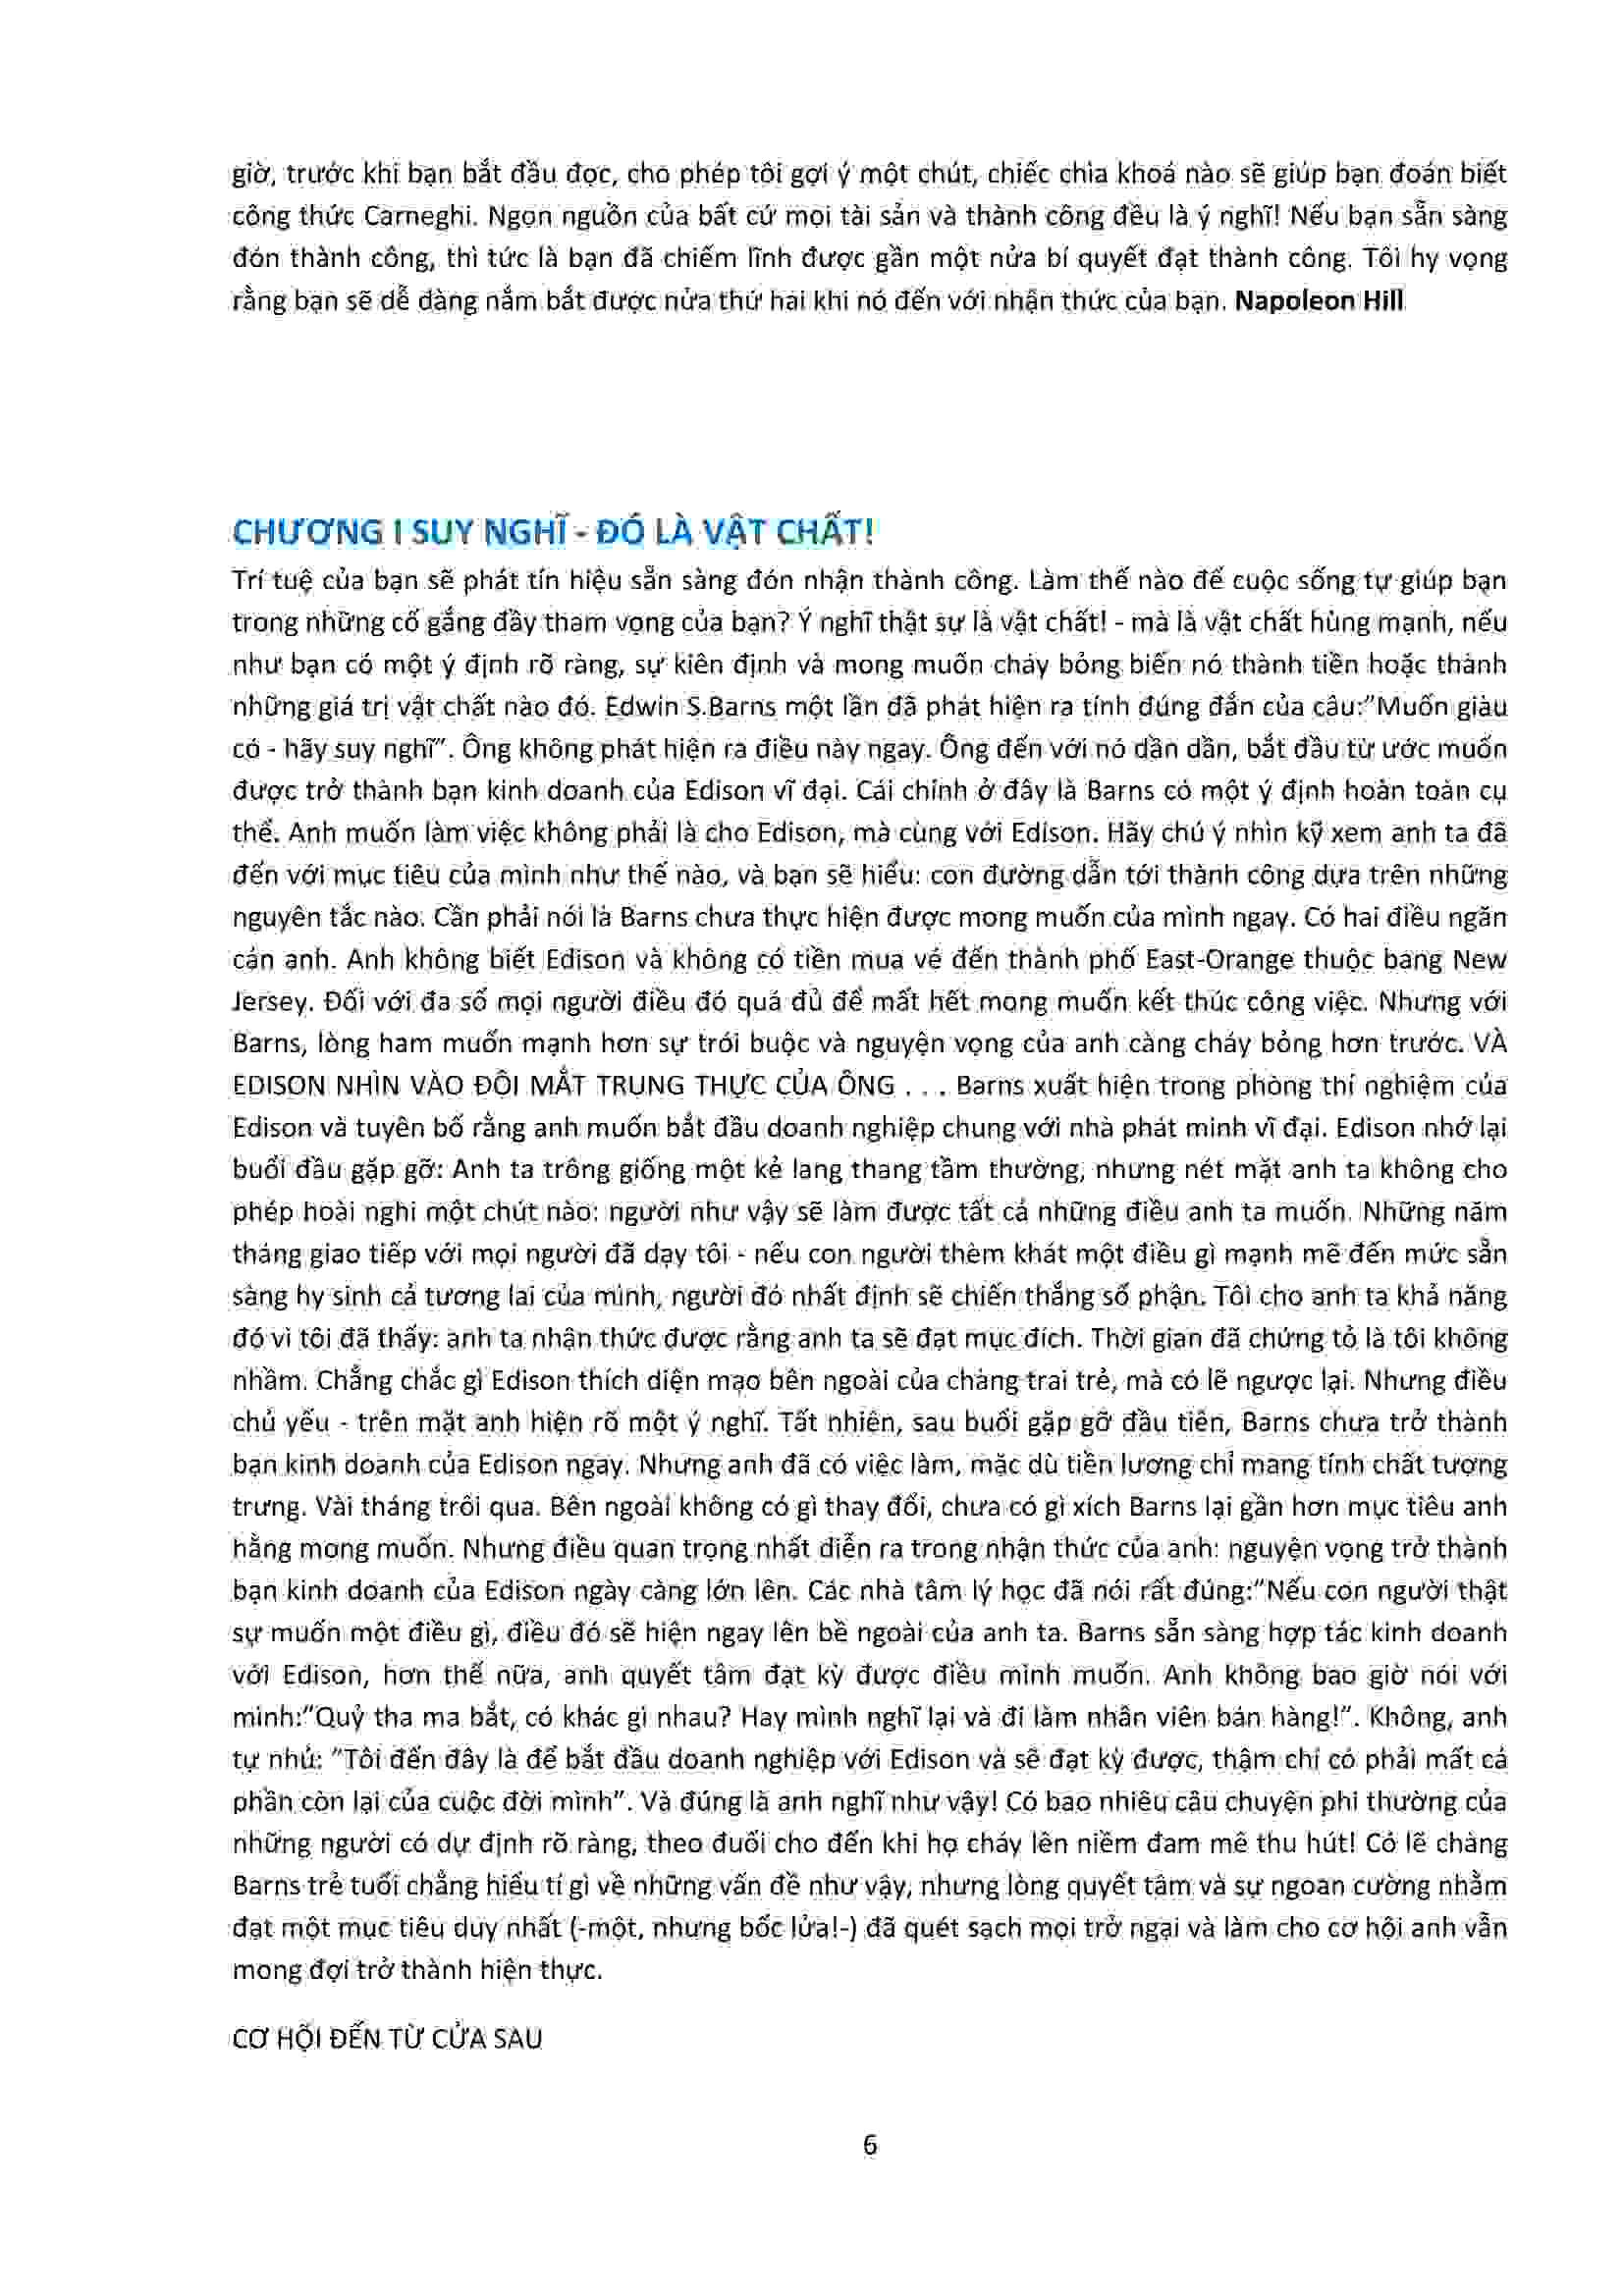 giờ, trước khi bạn bắt đầu đọc, cho phép tôi gợi ý một chút, chiếc chìa khoá nào sẽ giúp bạn đoán biết
công thức Carneghi. Ngọn nguồn của bất cứ mọi tài sản và thành công đều là ý nghĩ! Nếu bạn sẵn sàng
đón thành công, thì tức là bạn đã chiếm lĩnh được gần một nửa bí quyết đạt thành công. Tôi hy vọng
rằng bạn sẽ dễ dàng nắm bắt được nửa thứ hai khi nó đến với nhận thức của bạn. Napoleon Hill
CHƯƠNG I SUY NGHĨ - ĐÓ LÀ VẬT CHẤT!
Trí tuệ của bạn sẽ phát tín hiệu sẵn sàng đón nhận thành công. Làm thế nào để cuộc sống tự giúp bạn
trong những cố gắng đầy tham vọng của bạn? Ý nghĩ thật sự là vật chất! - mà là vật chất hùng mạnh, nếu
như bạn có một ý định rõ ràng, sự kiên định và mong muốn cháy bỏng biến nó thành tiền hoặc thành
những giá trị vật chất nào đó. Edwin S.Barns một lần đã phát hiện ra tính đúng đắn của câu:"Muốn giàu
có - hãy suy nghĩ". Ông không phát hiện ra điều này ngay. Ông đến với nó dần dần, bắt đầu từ ước muốn
được trở thành bạn kinh doanh của Edison vĩ đại. Cái chính ở đây là Barns có một ý định hoàn toàn cụ
thể. Anh muốn làm việc không phải là cho Edison, mà cùng với Edison. Hãy chú ý nhìn kỹ xem anh ta đã
đến với mục tiêu của mình như thế nào, và bạn sẽ hiểu: con đường dẫn tới thành công dựa trên những
nguyên tắc nào. Cần phải nói là Barns chưa thực hiện được mong muốn của mình ngay. Có hai điều ngăn
cản anh. Anh không biết Edison và không có tiền mua vé đến thành phố East-Orange thuộc bang New
Jersey. Đối với đa số mọi người điều đó quá đủ để mất hết mong muốn kết thúc công việc. Nhưng với
Barns, lòng ham muốn mạnh hơn sự trói buộc và nguyện vọng của anh càng cháy bỏng hơn trước. VÀ
EDISON NHÌN VÀO ĐÔI MẮT TRUNG THỰC CỦA ÔNG . . . Barns xuất hiện trong phòng thí nghiệm của
Edison và tuyên bố rằng anh muốn bắt đầu doanh nghiệp chung với nhà phát minh vĩ đại. Edison nhớ lại
buổi đầu gặp gỡ: Anh ta trông giống một kẻ lang thang tầm thường, nhưng nét mặt anh ta không cho
phép hoài nghi một chút nào: người như vậy sẽ làm được tất cả những điều anh ta muốn. Những năm
tháng giao tiếp với mọi người đã dạy tôi - nếu con người thèm khát một điều gì mạnh mẽ đến mức sẵn
sàng hy sinh cả tương lai của mình, người đó nhất định sẽ chiến thắng số phận. Tôi cho anh ta khả năng
đó vì tôi đã thấy: anh ta nhận thức được rằng anh ta sẽ đạt mục đích. Thời gian đã chứng tỏ là tôi không
nhầm. Chẳng chắc gì Edison thích diện mạo bên ngoài của chàng trai trẻ, mà có lẽ ngược lại. Nhưng điều
chủ yếu - trên mặt anh hiện rõ một ý nghĩ. Tất nhiên, sau buổi gặp gỡ đầu tiên, Barns chưa trở thành
bạn kinh doanh của Edison ngay. Nhưng anh đã có việc làm, mặc dù tiền lương chỉ mang tính chất tượng
trưng. Vài tháng trôi qua. Bên ngoài không có gì thay đổi, chưa có gì xích Barns lại gần hơn mục tiêu anh
hằng mong muốn. Nhưng điều quan trọng nhất diễn ra trong nhận thức của anh: nguyện vọng trở thành
bạn kinh doanh của Edison ngày càng lớn lên. Các nhà tâm lý học đã nói rất đúng:"Nếu con người thật
sự muốn một điều gì, điều đó sẽ hiện ngay lên bề ngoài của anh ta. Barns sẵn sàng hợp tác kinh doanh
với Edison, hơn thế nữa, anh quyết tâm đạt kỳ được điều mình muốn. Anh không bao giờ nói với
mình:"Quỷ tha ma bắt, có khác gì nhau? Hay mình nghĩ lại và đi làm nhân viên bán hàng!". Không, anh
tự nhủ: "Tôi đến đây là để bắt đầu doanh nghiệp với Edison và sẽ đạt kỳ được, thậm chí có phải mất cả
phần còn lại của cuộc đời mình". Và đúng là anh nghĩ như vậy! Có bao nhiêu câu chuyện phi thường của
những người có dự định rõ ràng, theo đuổi cho đến khi họ cháy lên niềm đam mê thu hút! Có lẽ chàng
Barns trẻ tuổi chẳng hiểu tí gì về những vấn đề như vậy, nhưng lòng quyết tâm và sự ngoan cường nhằm
đạt một mục tiêu duy nhất (-một, nhưng bốc lửa!-) đã quét sạch mọi trở ngại và làm cho cơ hội anh vẫn
mong đợi trở thành hiện thực.
CƠ HỘI ĐẾN TỪ CỬA SAU
6